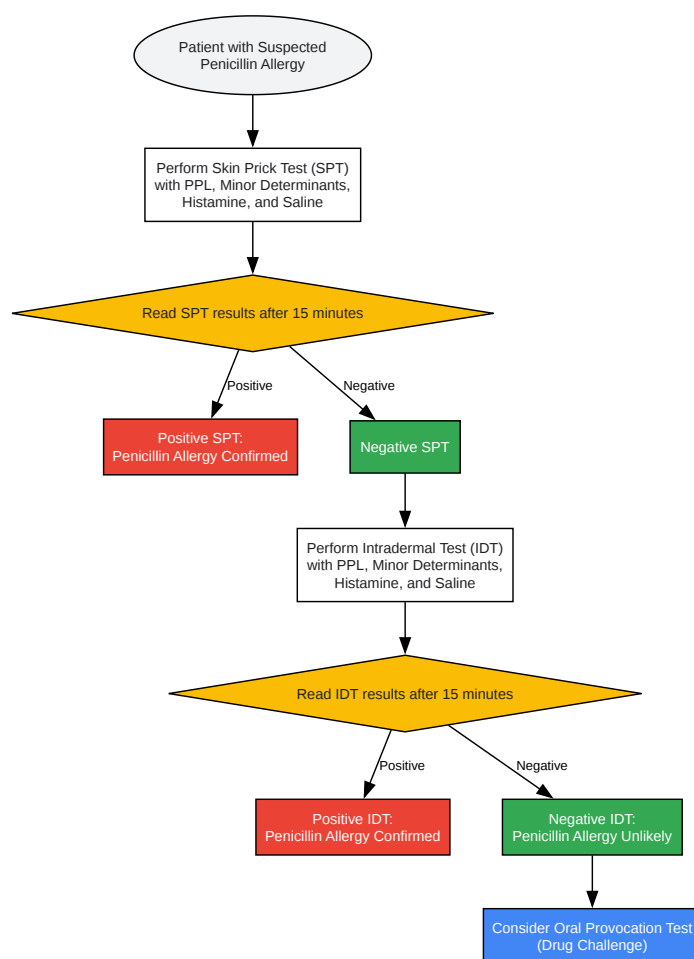 Patient with Suspected
Penicillin Allergy
Perform Skin Prick Test (SPT)
with PPL, Minor Determinants,
Histamine, and Saline
Read SPT results after 15 minutes
Positive
Negative
Positive SPT:
Penicillin Allergy Confirmed
Negative SPT
Perform Intradermal Test (IDT)
with PPL, Minor Determinants,
Histamine, and Saline
Read IDT results after 15 minutes
Positive
Negative
Positive IDT:
Penicillin Allergy Confirmed
Negative IDT:
Penicillin Allergy Unlikely
Consider Oral Provocation Test
(Drug Challenge)